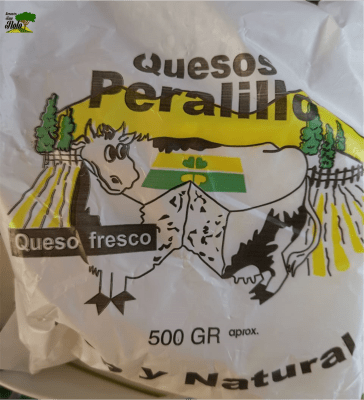 Quesos
Peralillo
Queso fresco
500 GR aprox.
y Natural